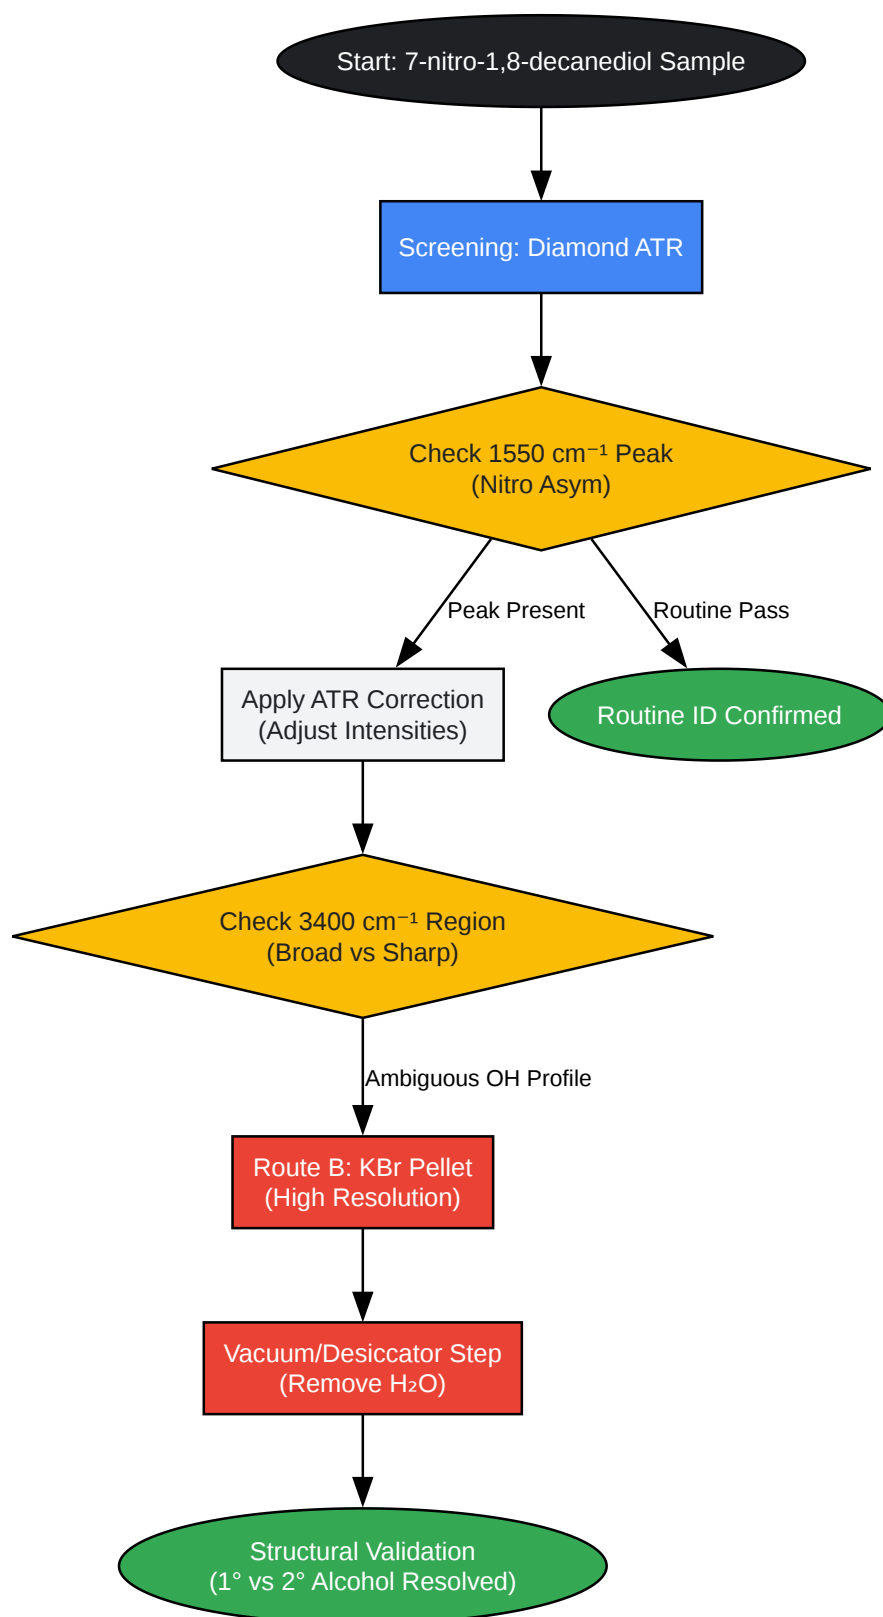 Start: 7-nitro-1,8-decanediol Sample
Screening: Diamond ATR
Check 1550 cm⁻¹ Peak
(Nitro Asym)
Peak Present
Routine Pass
Apply ATR Correction
(Adjust Intensities)
Routine ID Confirmed
Check 3400 cm⁻¹ Region
(Broad vs Sharp)
Ambiguous OH Profile
Route B: KBr Pellet
(High Resolution)
Vacuum/Desiccator Step
(Remove H₂O)
Structural Validation
(1° vs 2° Alcohol Resolved)